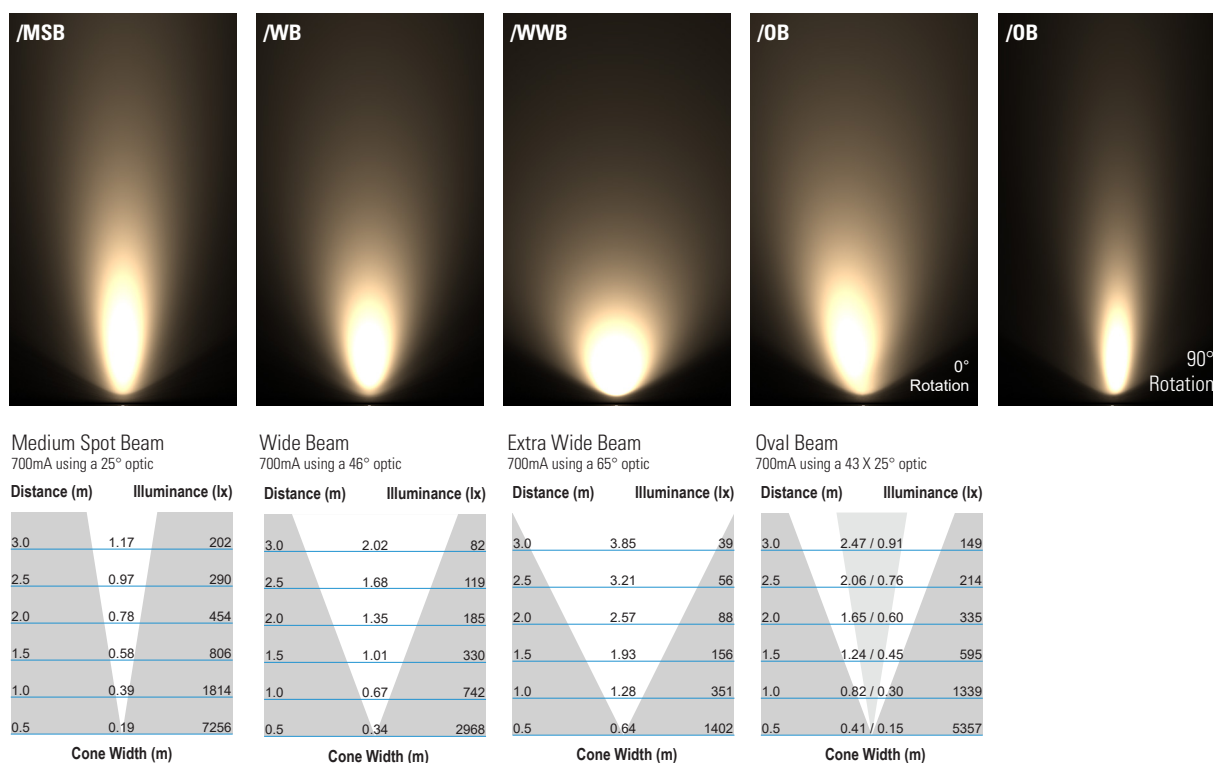 /MSB
/WB
/WWB
/OB
0°
Rotation
/OB
90°
Rotation
Medium Spot Beam
700mA using a 25° optic
Distance (m) Illuminance (lx)
3.0 1.17 202
2.5 0.97 290
2.0 0.78 454
1.5 0.58 806
1.0 0.39 1814
0.5 0.19 7256
Cone Width (m)
Wide Beam
700mA using a 46° optic
Distance (m) Illuminance (lx)
3.0 2.02 82
2.5 1.68 119
2.0 1.35 185
1.5 1.01 330
1.0 0.67 742
0.5 0.34 2968
Cone Width (m)
Extra Wide Beam
700mA using a 65° optic
Distance (m) Illuminance (lx)
3.0 3.85 39
2.5 3.21 56
2.0 2.57 88
1.5 1.93 156
1.0 1.28 351
0.5 0.64 1402
Cone Width (m)
Oval Beam
700mA using a 43 X 25° optic
Distance (m) Illuminance (lx)
3.0 2.47 / 0.91 149
2.5 2.06 / 0.76 214
2.0 1.65 / 0.60 335
1.5 1.24 / 0.45 595
1.0 0.82 / 0.30 1339
0.5 0.41 / 0.15 5357
Cone Width (m)